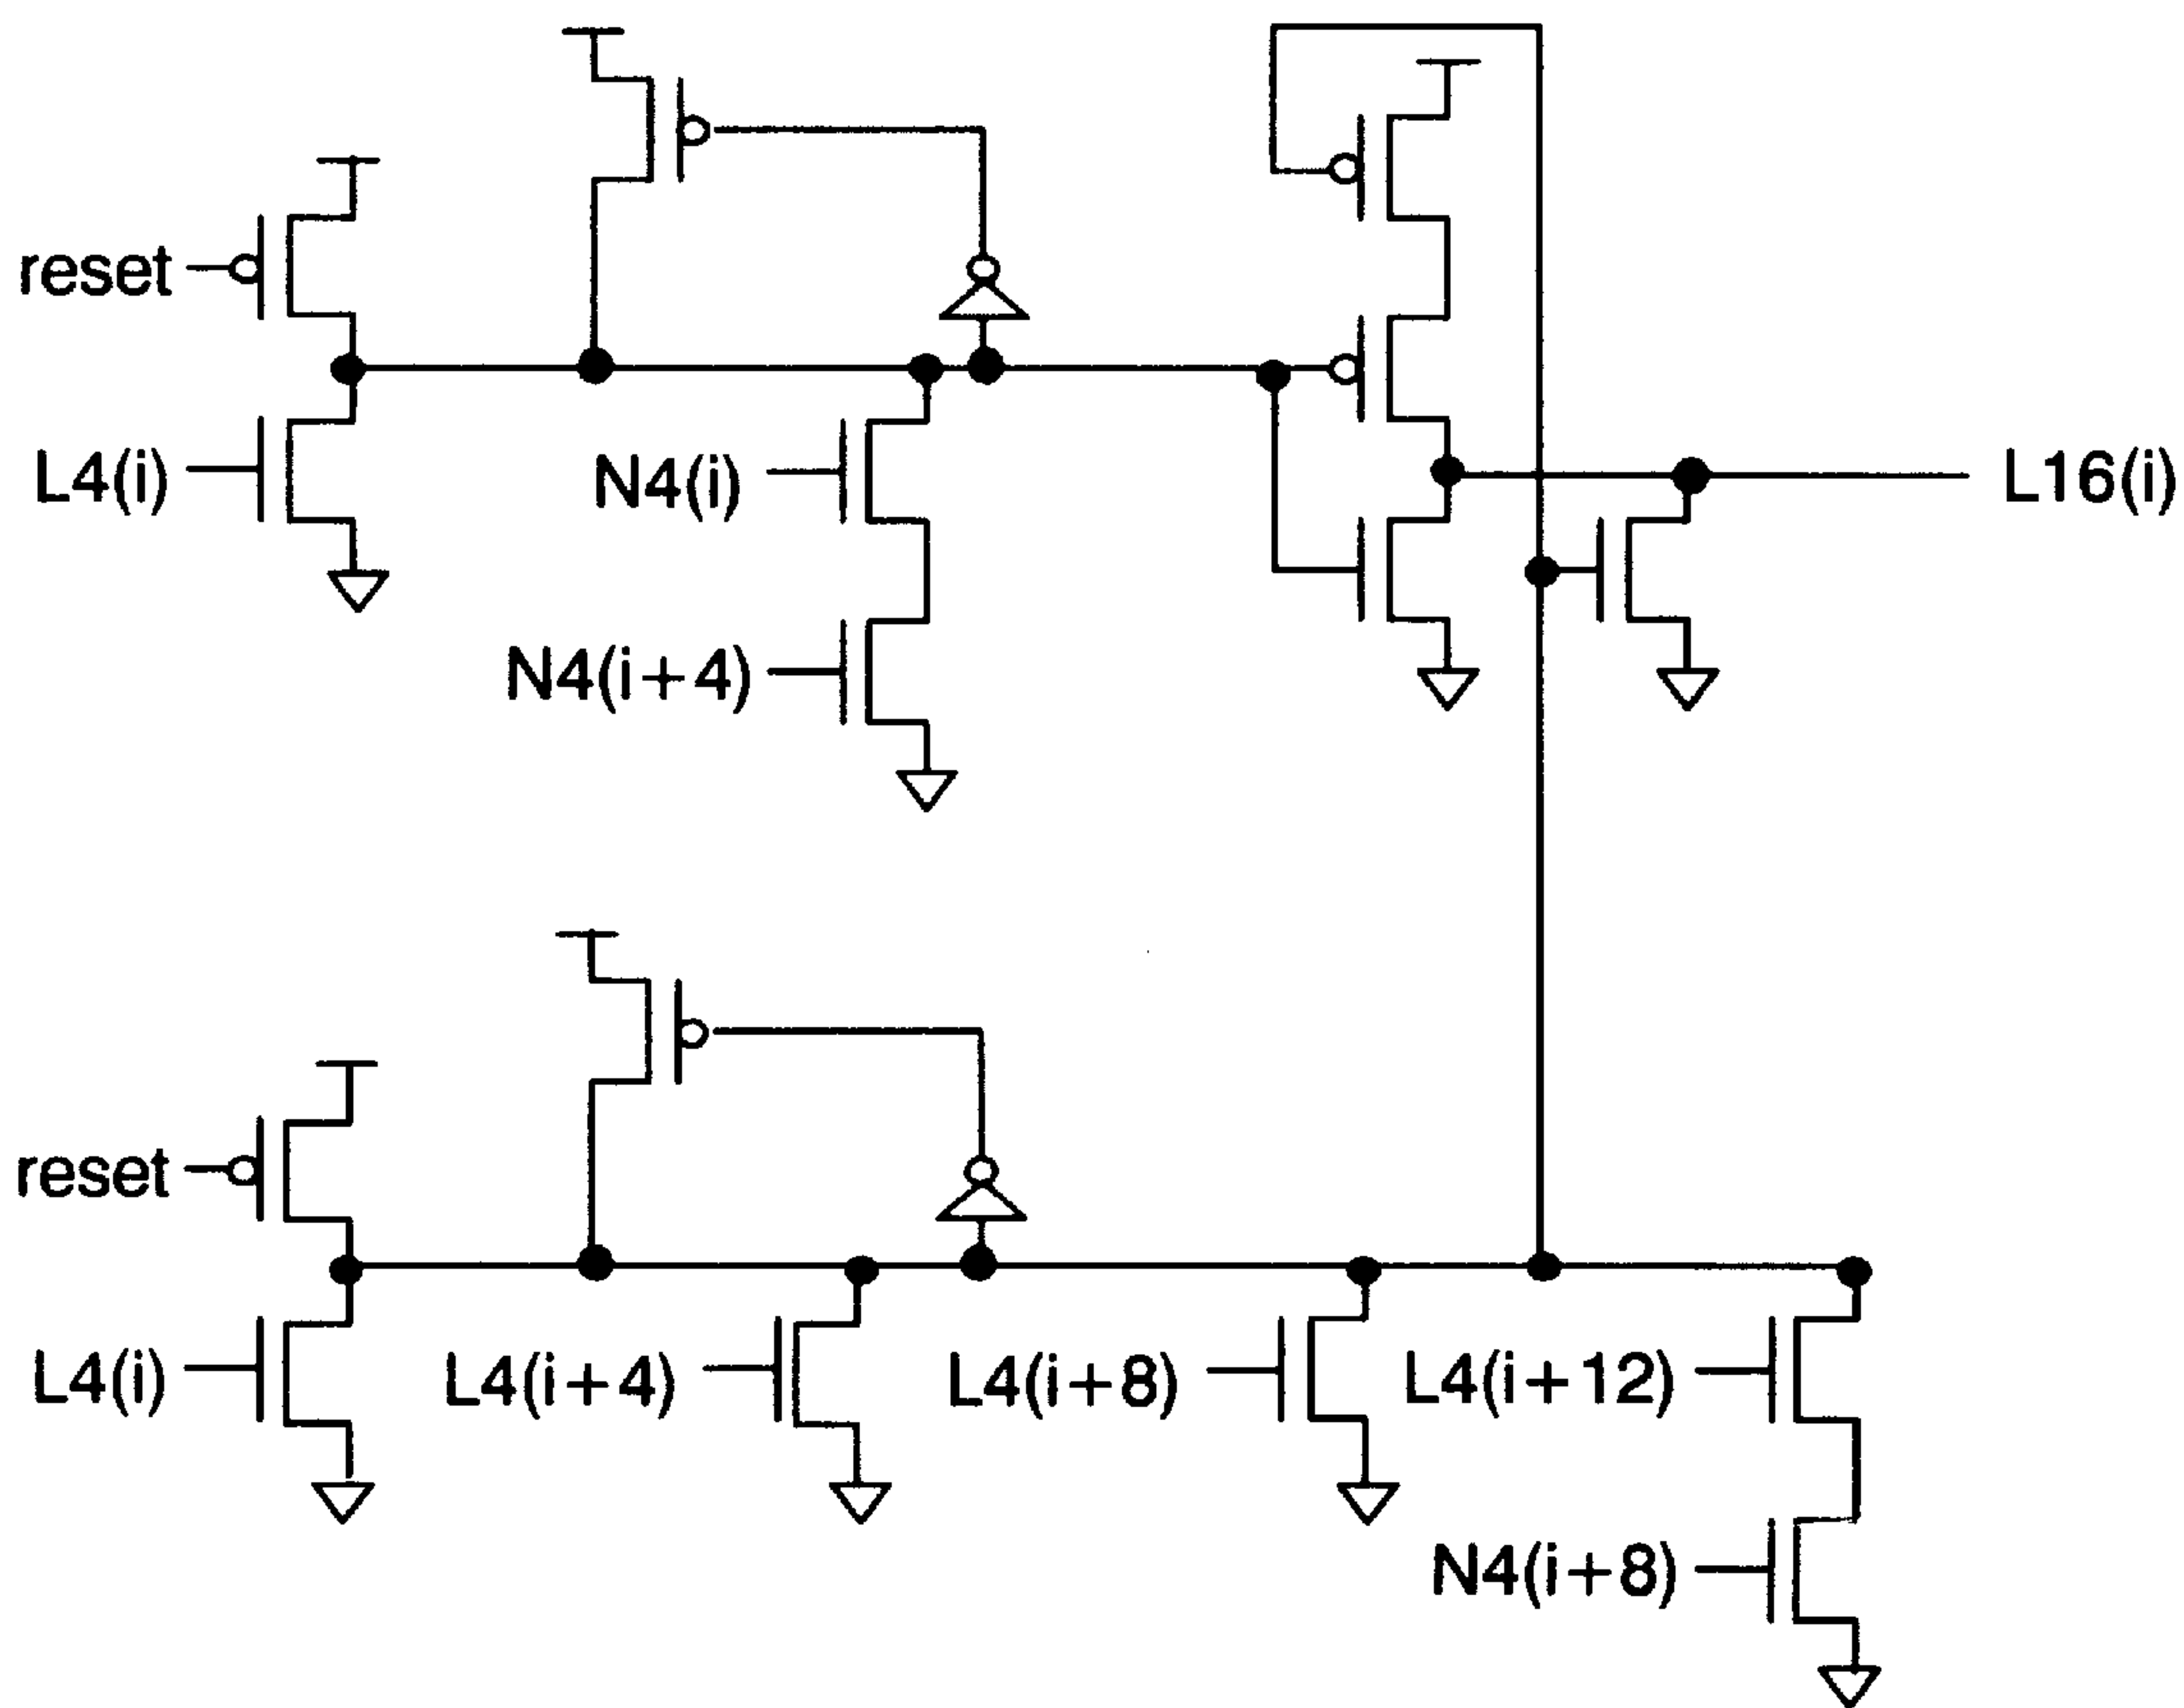 reset
L4(i)
N4(i)
L16(i)
N4(i+4)
reset
L4(i)
L4(i+4)
L4(i+8)
L4(i+12)
N4(i+8)